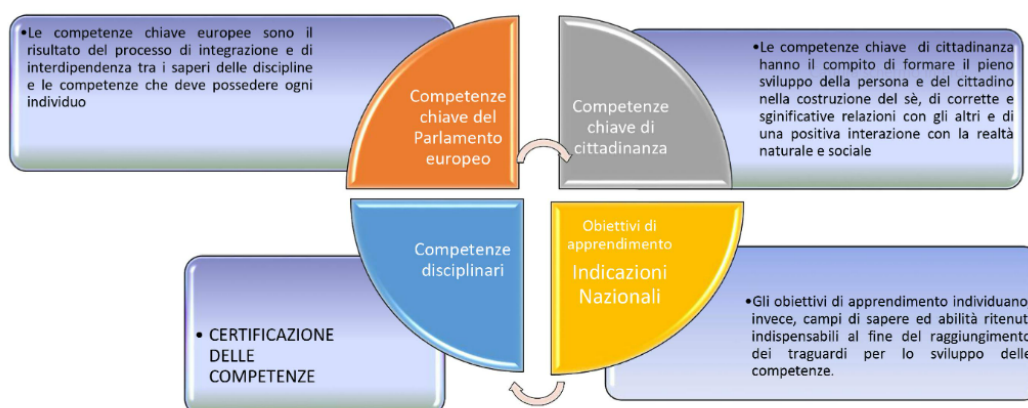 •Le competenze chiave europee sono il
risultato del processo di integrazione e di
interdipendenza tra i saperi delle discipline
e le competenze che deve possedere ogni
individuo
Competenze
chiave del
Parlamento
europeo
Competenze
chiave di
cittadinanza
•Le competenze chiave di cittadinanza
hanno il compito di formare il pieno
sviluppo della persona e del cittadino
nella costruzione del sè, di corrette e
sginificative relazioni con gli altri e di
una positiva interazione con la realtà
naturale e sociale
Competenze
disciplinari
Obiettivi di
apprendimento
Indicazioni
Nazionali
• CERTIFICAZIONE
DELLE
COMPETENZE
•Gli obiettivi di apprendimento individuano,
invece, campi di sapere ed abilità ritenut
indispensabili al fine del raggiungimento
dei traguardi per lo sviluppo delle
competenze.